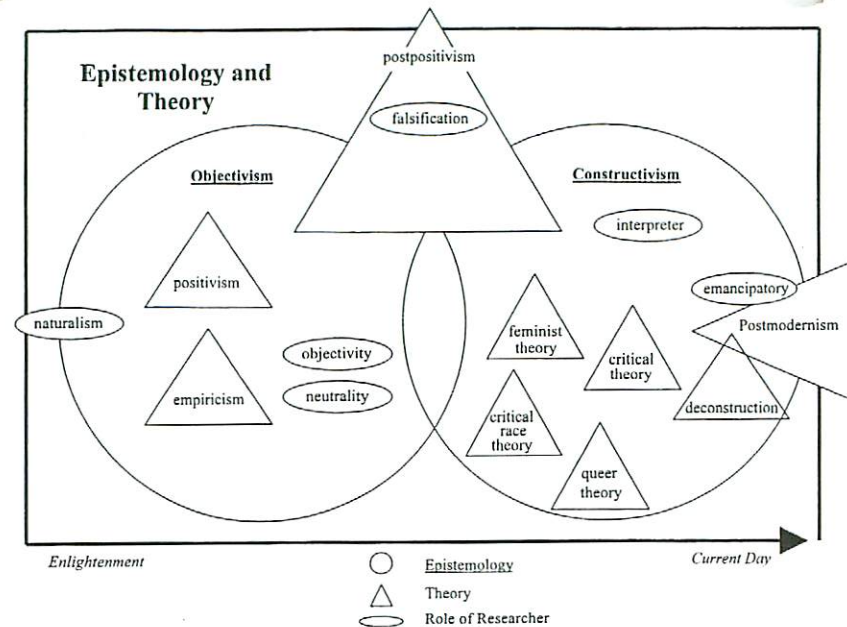 Epistemology and
Theory
postpositivism
falsification
Objectivism
Constructivism
interpreter
positivism
emancipatory
naturalism
Postmodernism
feminist
theory
objectivity
critical
theory
empiricism
neutrality
deconstruction
critical
race
theory
queer
theory
Enlightenment
Current Day
Epistemology
Theory
Role of Researcher